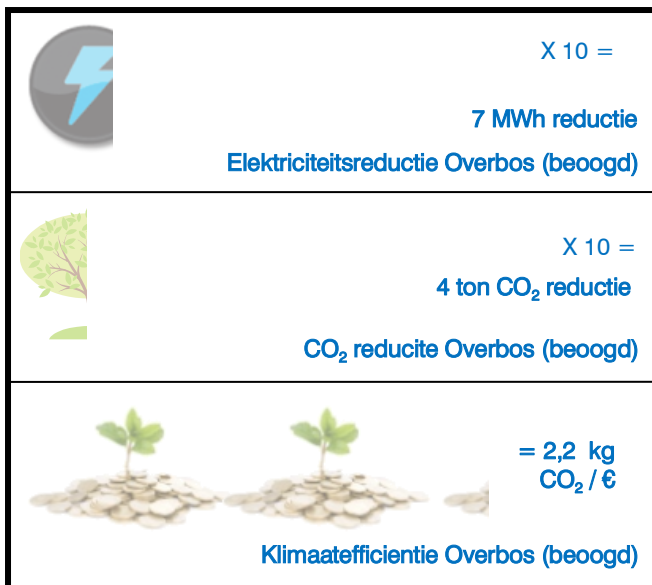 X 10 =
7 MWh reductie
Elektriciteitsreductie Overbos (beoogd)
X 10 =
4 ton CO₂ reductie
CO₂ reducite Overbos (beoogd)
= 2,2 kg
CO₂ / €
Klimaatefficientie Overbos (beoogd)